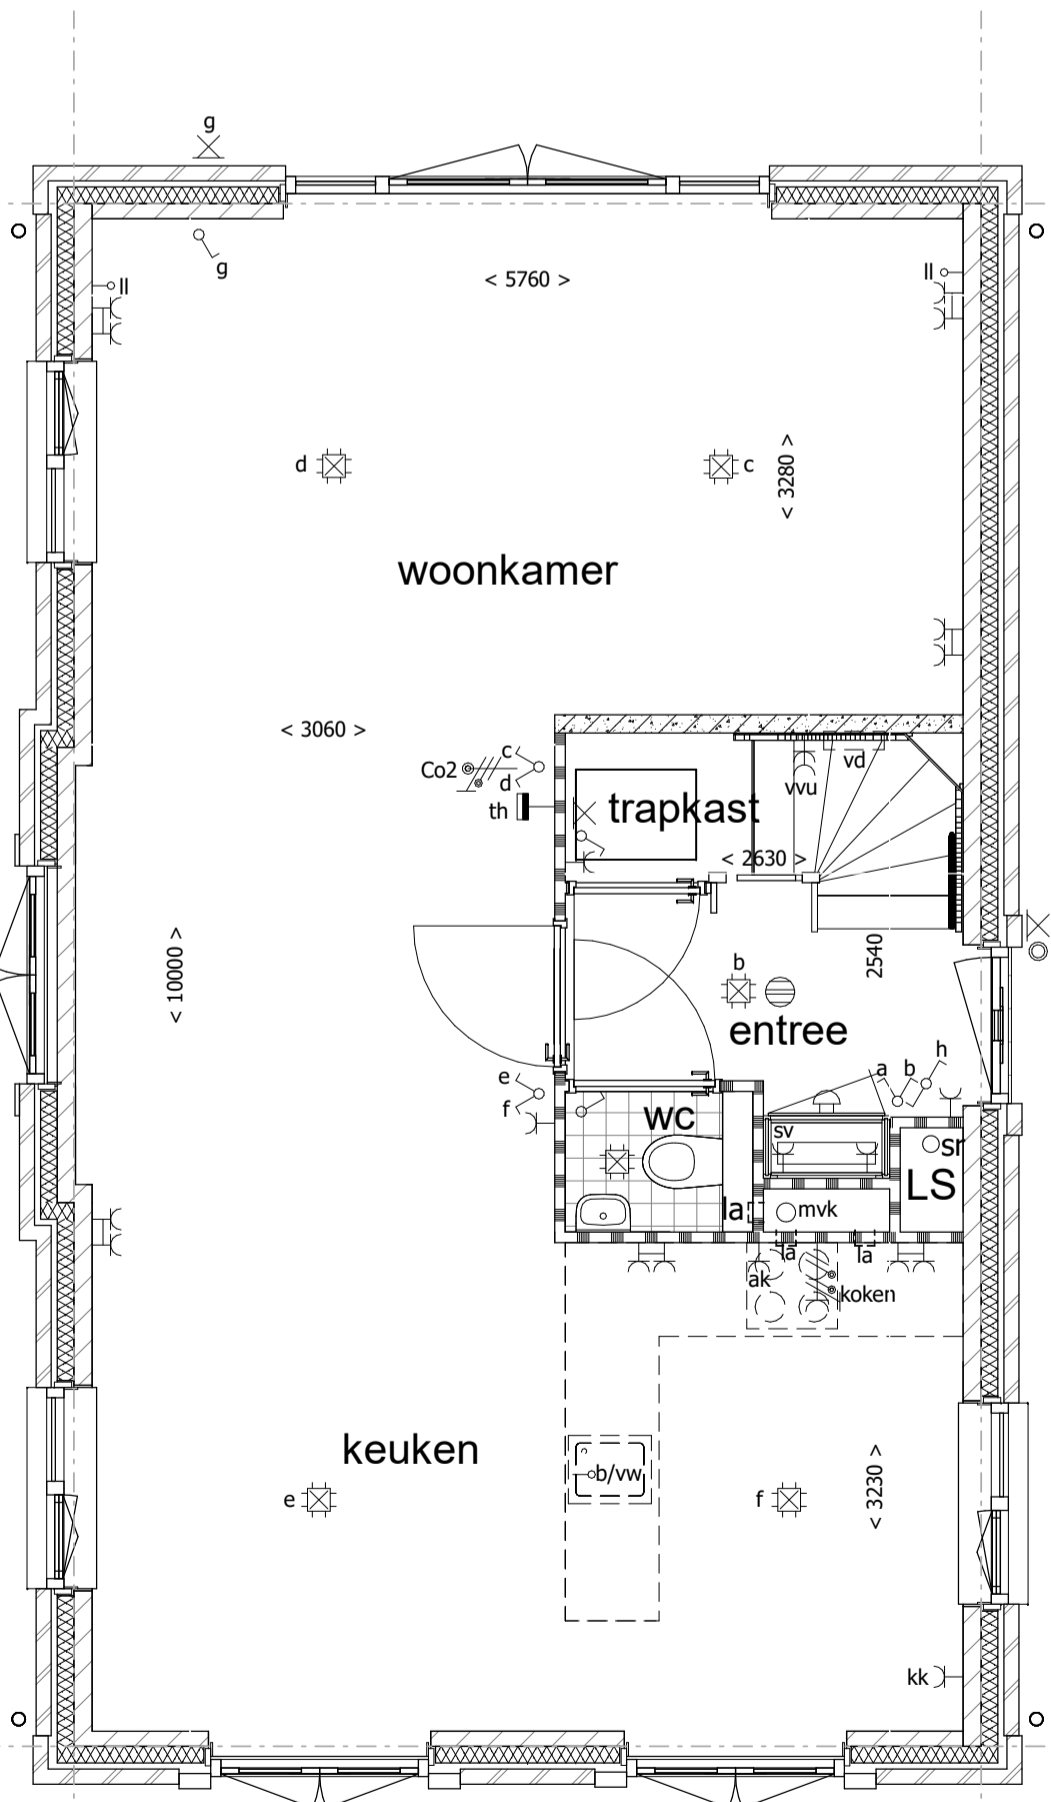 g
g
ll
ll
< 5760 >
d
c
< 3280 >
woonkamer
< 3060 >
c
Co2
d
th
vd
vvu
trapkast
< 2630 >
< 10000 >
2540
b
entree
h
a
b
e
f
wc
sv
sr
LS
la
mvk
la
la
ak
koken
keuken
b/vw
e
f
< 3230 >
kk